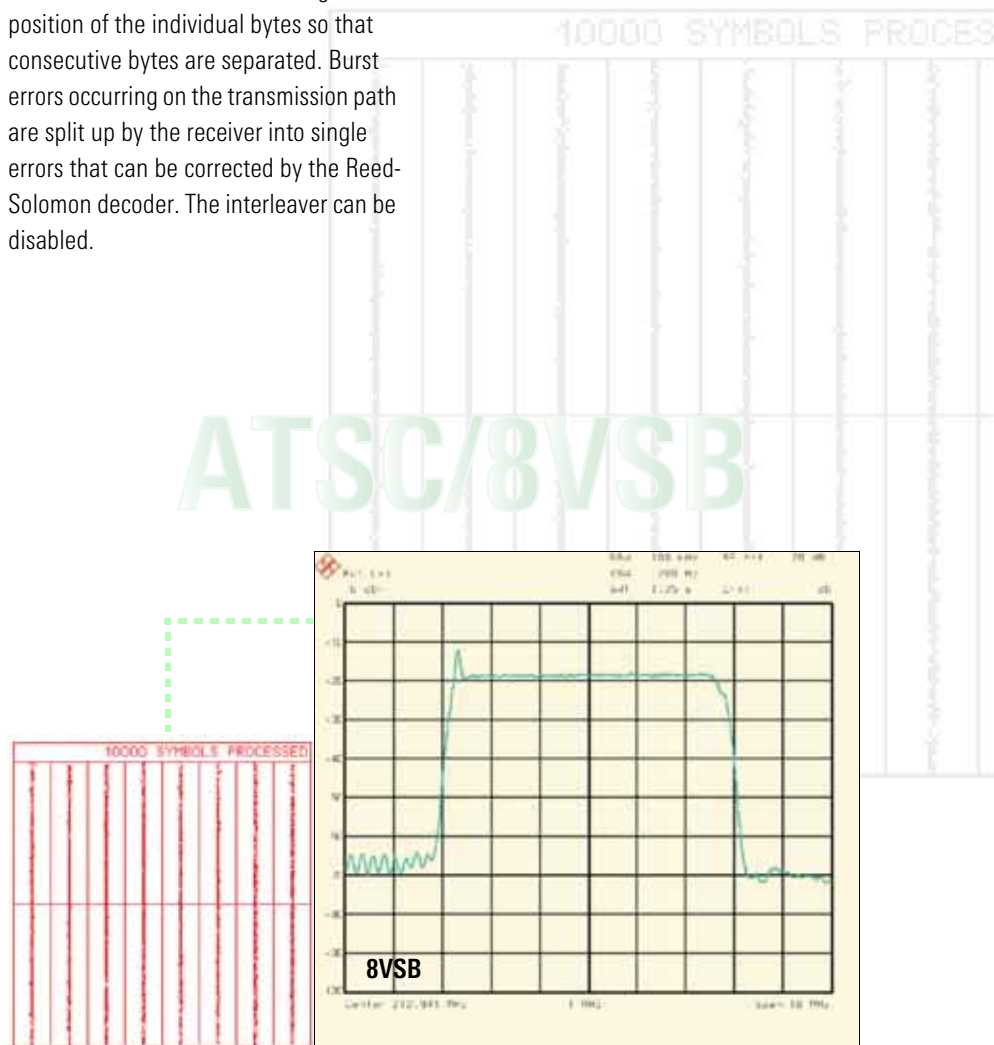 position of the individual bytes so that
consecutive bytes are separated. Burst
errors occurring on the transmission path
are split up by the receiver into single
errors that can be corrected by the Reed-
Solomon decoder. The interleaver can be
disabled.
10000 SYMBOLS PROCES
ATSC/8VSB
10000 SYMBOLS PROCESSED
8VSB
Center